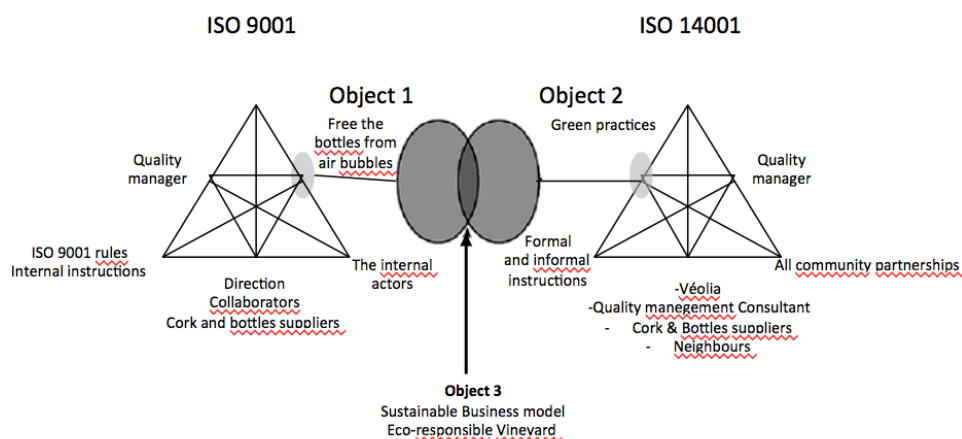 ISO 9001
ISO 14001
Object 1
Object 2
Free the
bottles from
air bubbles
Green practices
Quality
manager
Quality
manager
ISO 9001 rules
Internal instructions
The internal
actors
Direction
Collaborators
Cork and bottles suppliers
Formal
and informal
instructions
All community partnerships
-Véolia
-Quality manegement Consultant
- Cork & Bottles suppliers
- Neighbours
Object 3
Sustainable Business model
Eco-responsible Vineyard